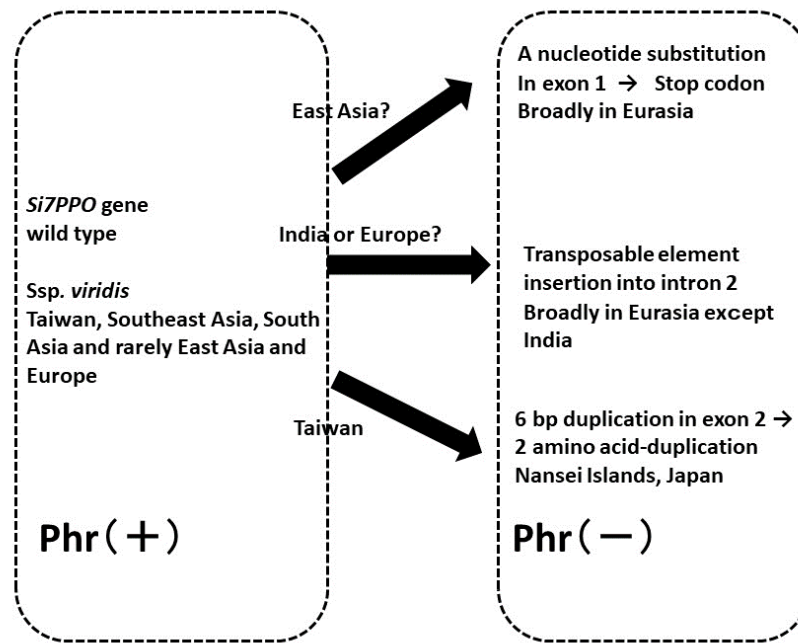 Si7PPO gene
wild type
Ssp. viridis
Taiwan, Southeast Asia, South
Asia and rarely East Asia and
Europe
Phr(+)
East Asia?
India or Europe?
Taiwan
A nucleotide substitution
In exon 1 → Stop codon
Broadly in Eurasia
Transposable element
insertion into intron 2
Broadly in Eurasia except
India
6 bp duplication in exon 2 →
2 amino acid-duplication
Nansei Islands, Japan
Phr(−)